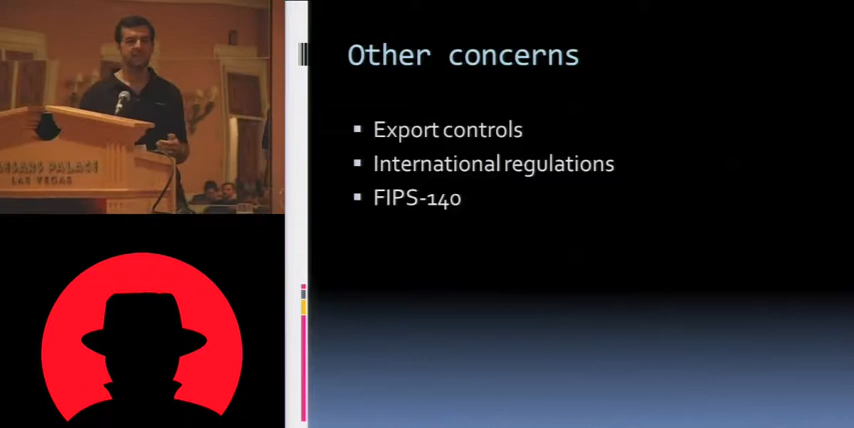 CAESARS PALACE
LAS VEGAS
Other concerns
Export controls
International regulations
FIPS-140